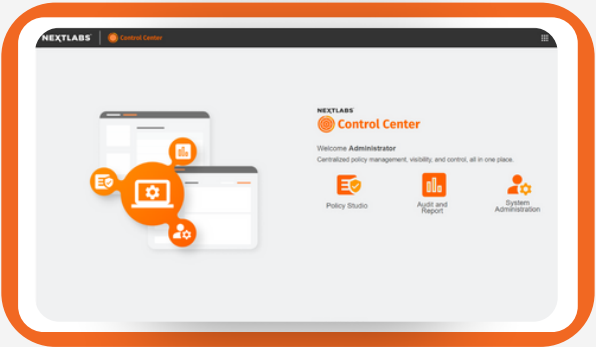 NEXTLABS Control Center
NEXTLABS
Control Center
Welcome Administrator
Centralized policy management, visibility, and control, all in one place.
Policy Studio
Audit and
Report
System
Administration